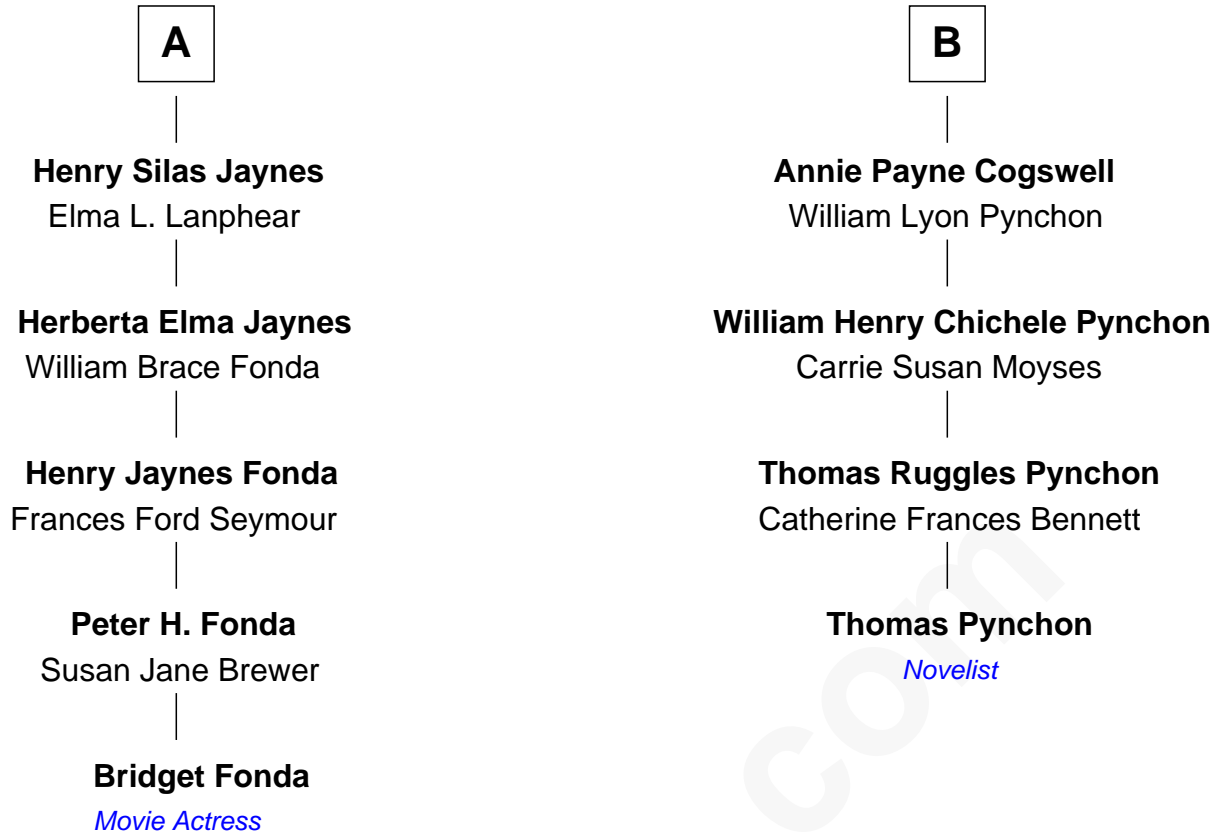 A
Henry Silas Jaynes
Elma L. Lanphear
Herberta Elma Jaynes
William Brace Fonda
Henry Jaynes Fonda
Frances Ford Seymour
Peter H. Fonda
Susan Jane Brewer
Bridget Fonda
Movie Actress
B
Annie Payne Cogswell
William Lyon Pynchon
William Henry Chichele Pynchon
Carrie Susan Moyses
Thomas Ruggles Pynchon
Catherine Frances Bennett
Thomas Pynchon
Novelist
com